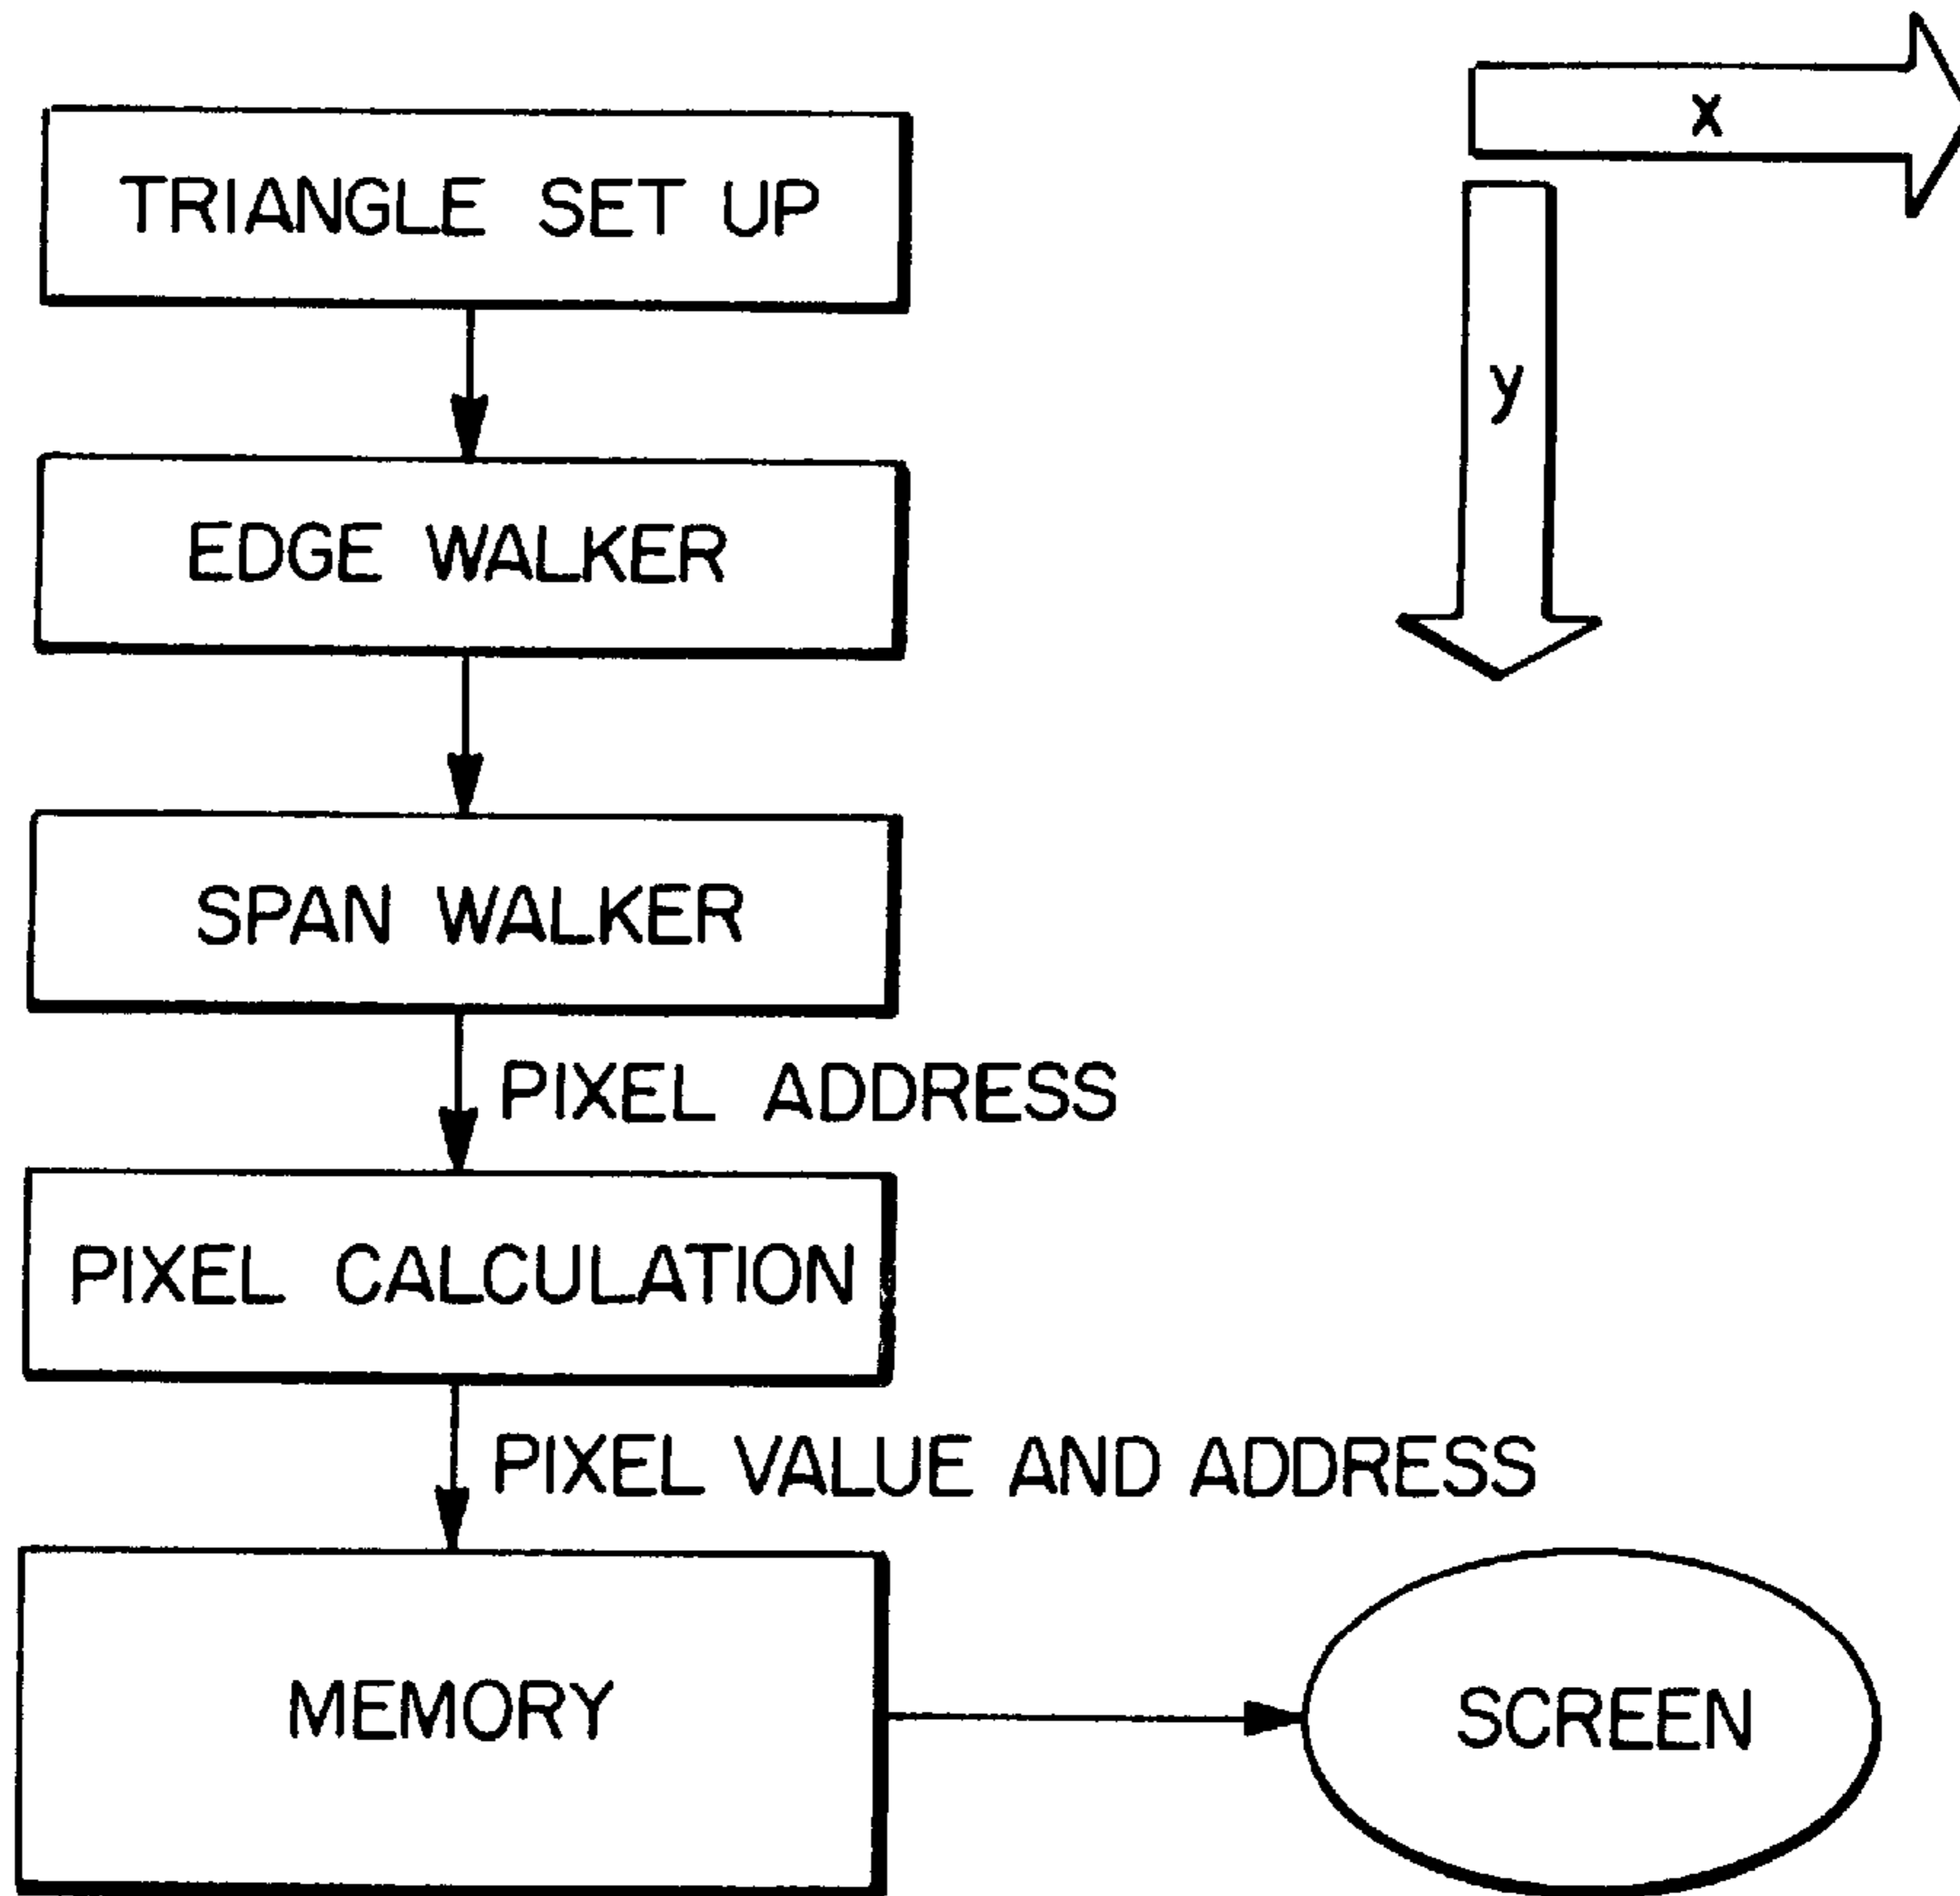 x
TRIANGLE SET UP
y
EDGE WALKER
SPAN WALKER
PIXEL ADDRESS
PIXEL CALCULATION
PIXEL VALUE AND ADDRESS
MEMORY
SCREEN